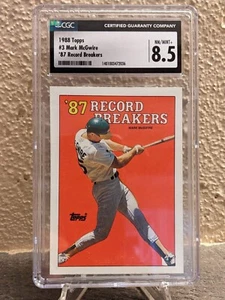 CGC
CERTIFIED GUARANTY COMPANY
1988 Topps
#3 Mark McGwire
'87 Record Breakers
NM/MINT+
8.5
'87 RECORD
BREAKERS
MARK McGWIRE
Topps